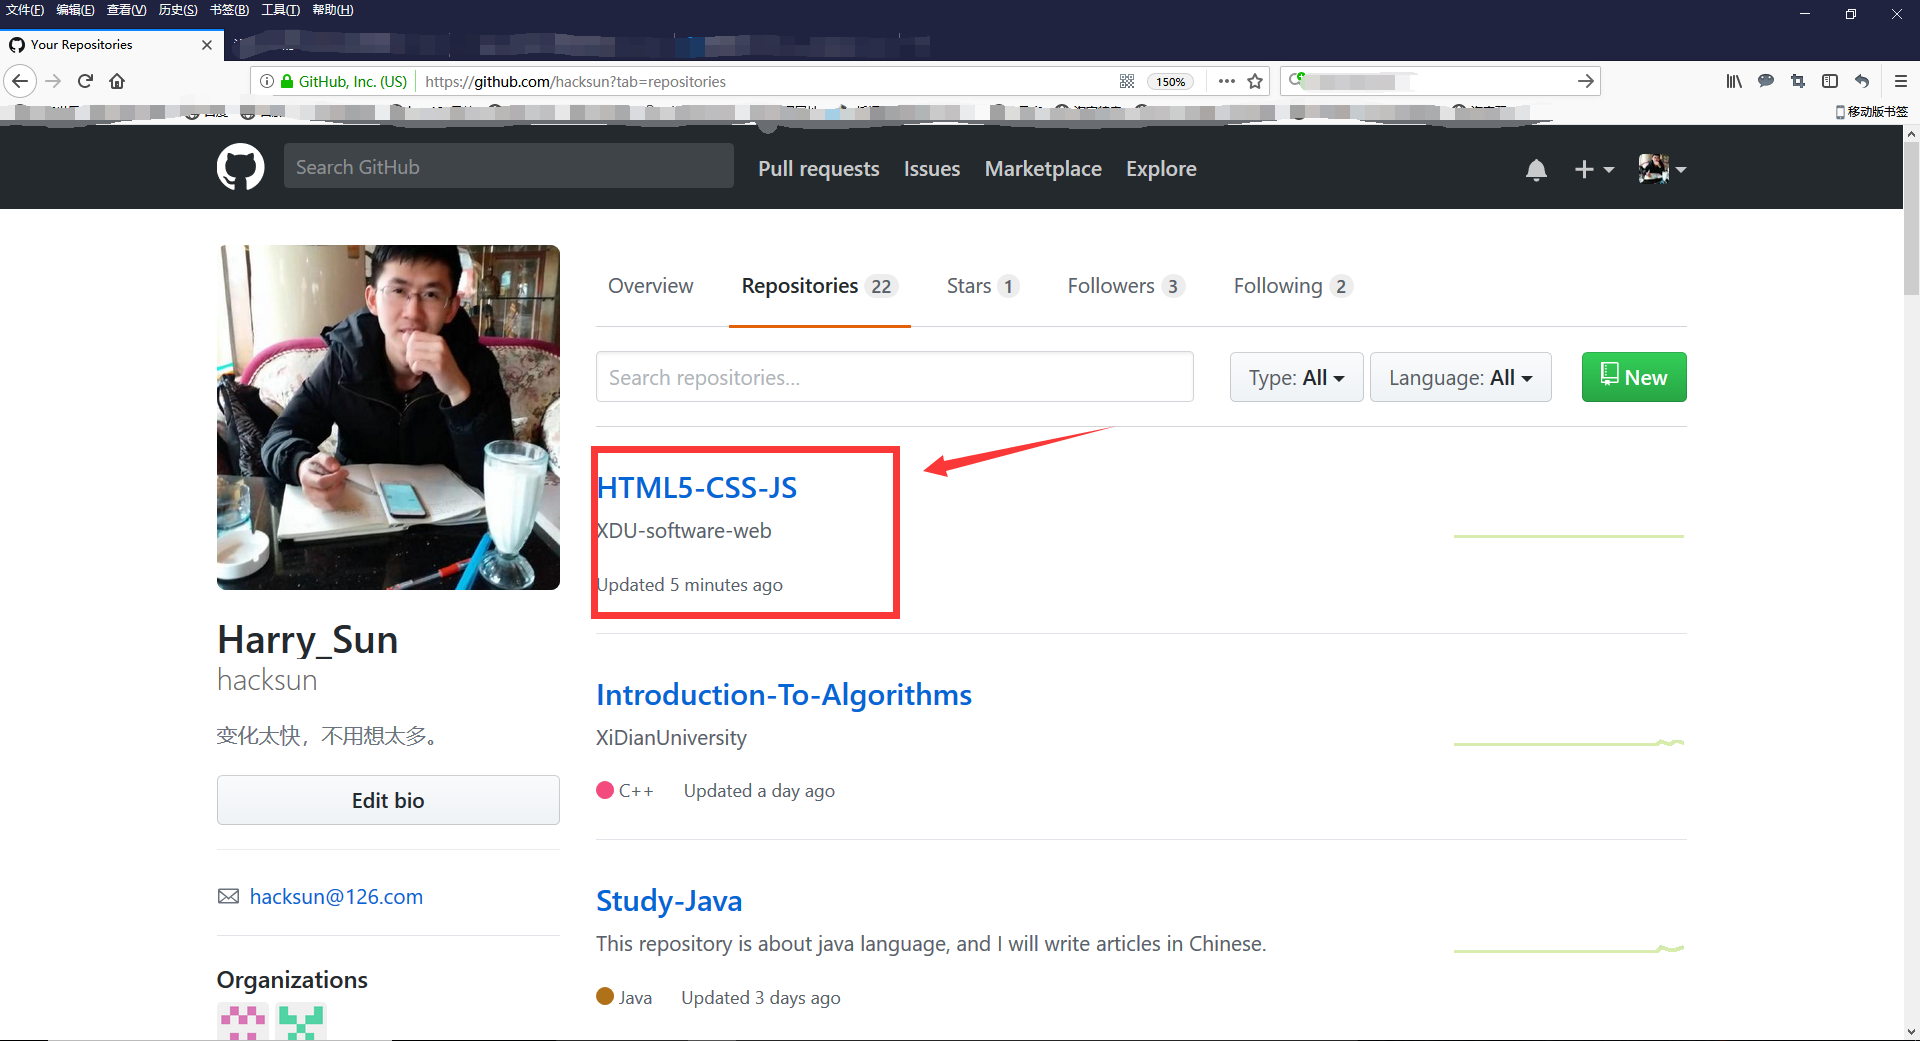 文件(F) 编辑(E) 查看(V) 历史(S) 书签(B) 工具(T) 帮助(H)
Your Repositories
GitHub, Inc. (US) https://github.com/hacksun?tab=repositories 150%
移动版书签
Search GitHub Pull requests Issues Marketplace Explore
Overview Repositories 22 Stars 1 Followers 3 Following 2
Search repositories... Type: All Language: All New
HTML5-CSS-JS
XDU-software-web
Updated 5 minutes ago
Harry_Sun
hacksun
变化太快，不用想太多。
Edit bio
hacksun@126.com
Organizations
Introduction-To-Algorithms
XiDianUniversity
C++ Updated a day ago
Study-Java
This repository is about java language, and I will write articles in Chinese.
Java Updated 3 days ago